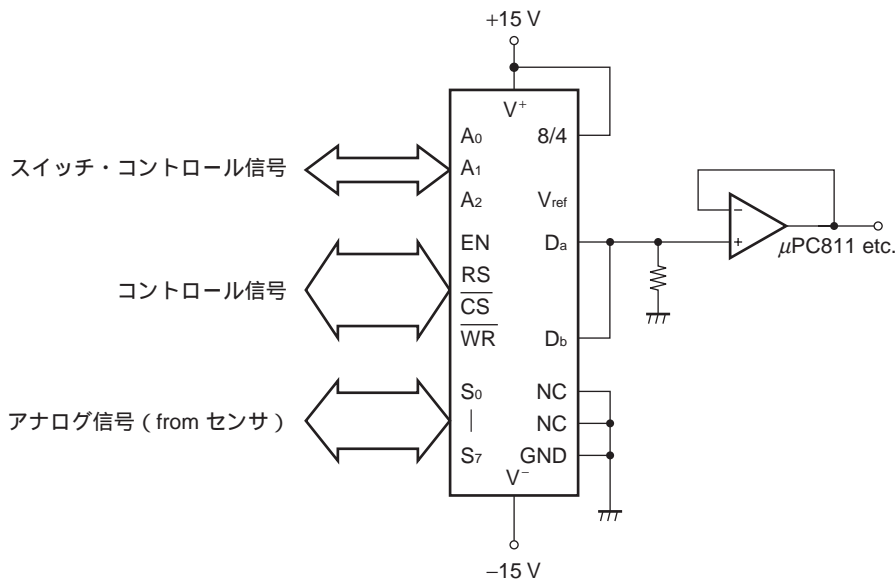 +15 V
V+
A0 8/4
スイッチ・コントロール信号
A1
A2 Vref
− 
+
μPC811 etc.
EN Da
RS
コントロール信号
CS
WR Db
S0 NC
アナログ信号 ( from センサ )
| NC
S7 GND
V−
−15 V